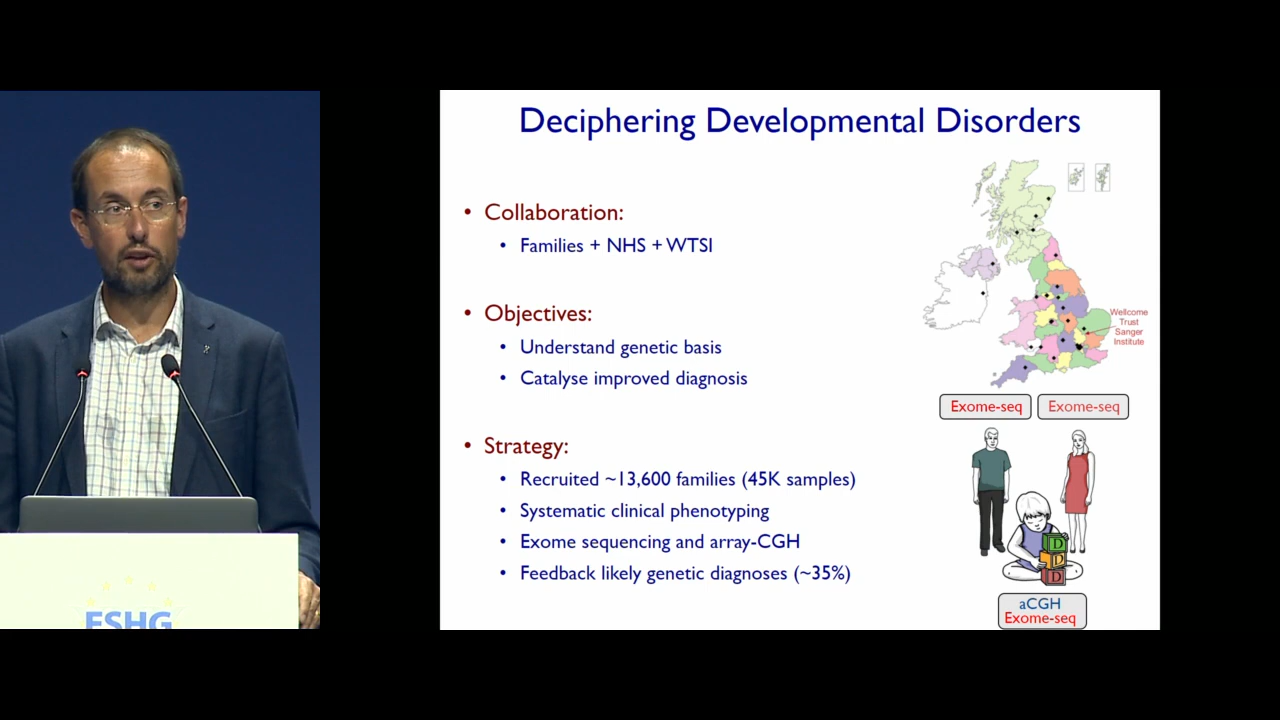 Deciphering Developmental Disorders
• Collaboration:
• Families + NHS + WTSI
• Objectives:
• Understand genetic basis
• Catalyse improved diagnosis
• Strategy:
• Recruited ~13,600 families (45K samples)
• Systematic clinical phenotyping
• Exome sequencing and array-CGH
• Feedback likely genetic diagnoses (~35%)
Wellcome
Trust
Sanger
Institute
Exome-seq
Exome-seq
D
D
D
aCGH
Exome-seq
ESHG